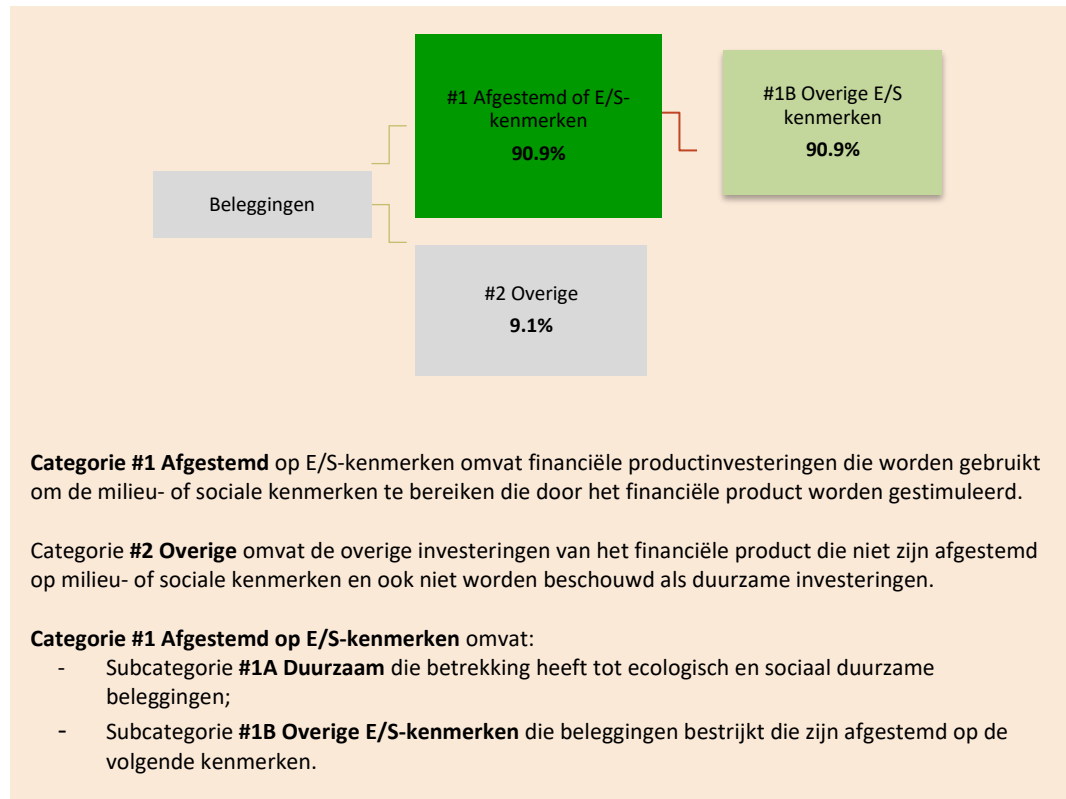 #1 Afgestemd of E/S-
kenmerken
90.9%
#1B Overige E/S
kenmerken
90.9%
Beleggingen
#2 Overige
9.1%
Categorie #1 Afgestemd op E/S-kenmerken omvat financiële productinvesteringen die worden gebruikt
om de milieu- of sociale kenmerken te bereiken die door het financiële product worden gestimuleerd.
Categorie #2 Overige omvat de overige investeringen van het financiële product die niet zijn afgestemd
op milieu- of sociale kenmerken en ook niet worden beschouwd als duurzame investeringen.
Categorie #1 Afgestemd op E/S-kenmerken omvat:
- Subcategorie #1A Duurzaam die betrekking heeft tot ecologisch en sociaal duurzame
beleggingen;
- Subcategorie #1B Overige E/S-kenmerken die beleggingen bestrijkt die zijn afgestemd op de
volgende kenmerken.